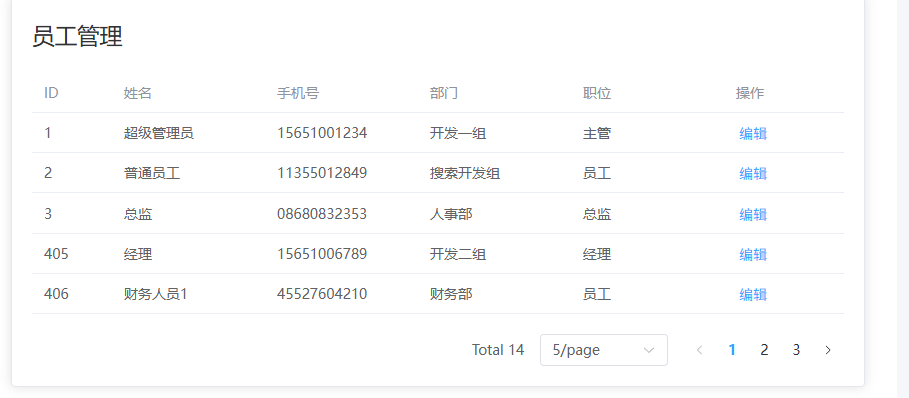 员工管理
ID 姓名 手机号 部门 职位 操作
1 超级管理员 15651001234 开发一组 主管 编辑
2 普通员工 11355012849 搜索开发组 员工 编辑
3 总监 08680832353 人事部 总监 编辑
405 经理 15651006789 开发二组 经理 编辑
406 财务人员1 45527604210 财务部 员工 编辑
Total 14 5/page 1 2 3